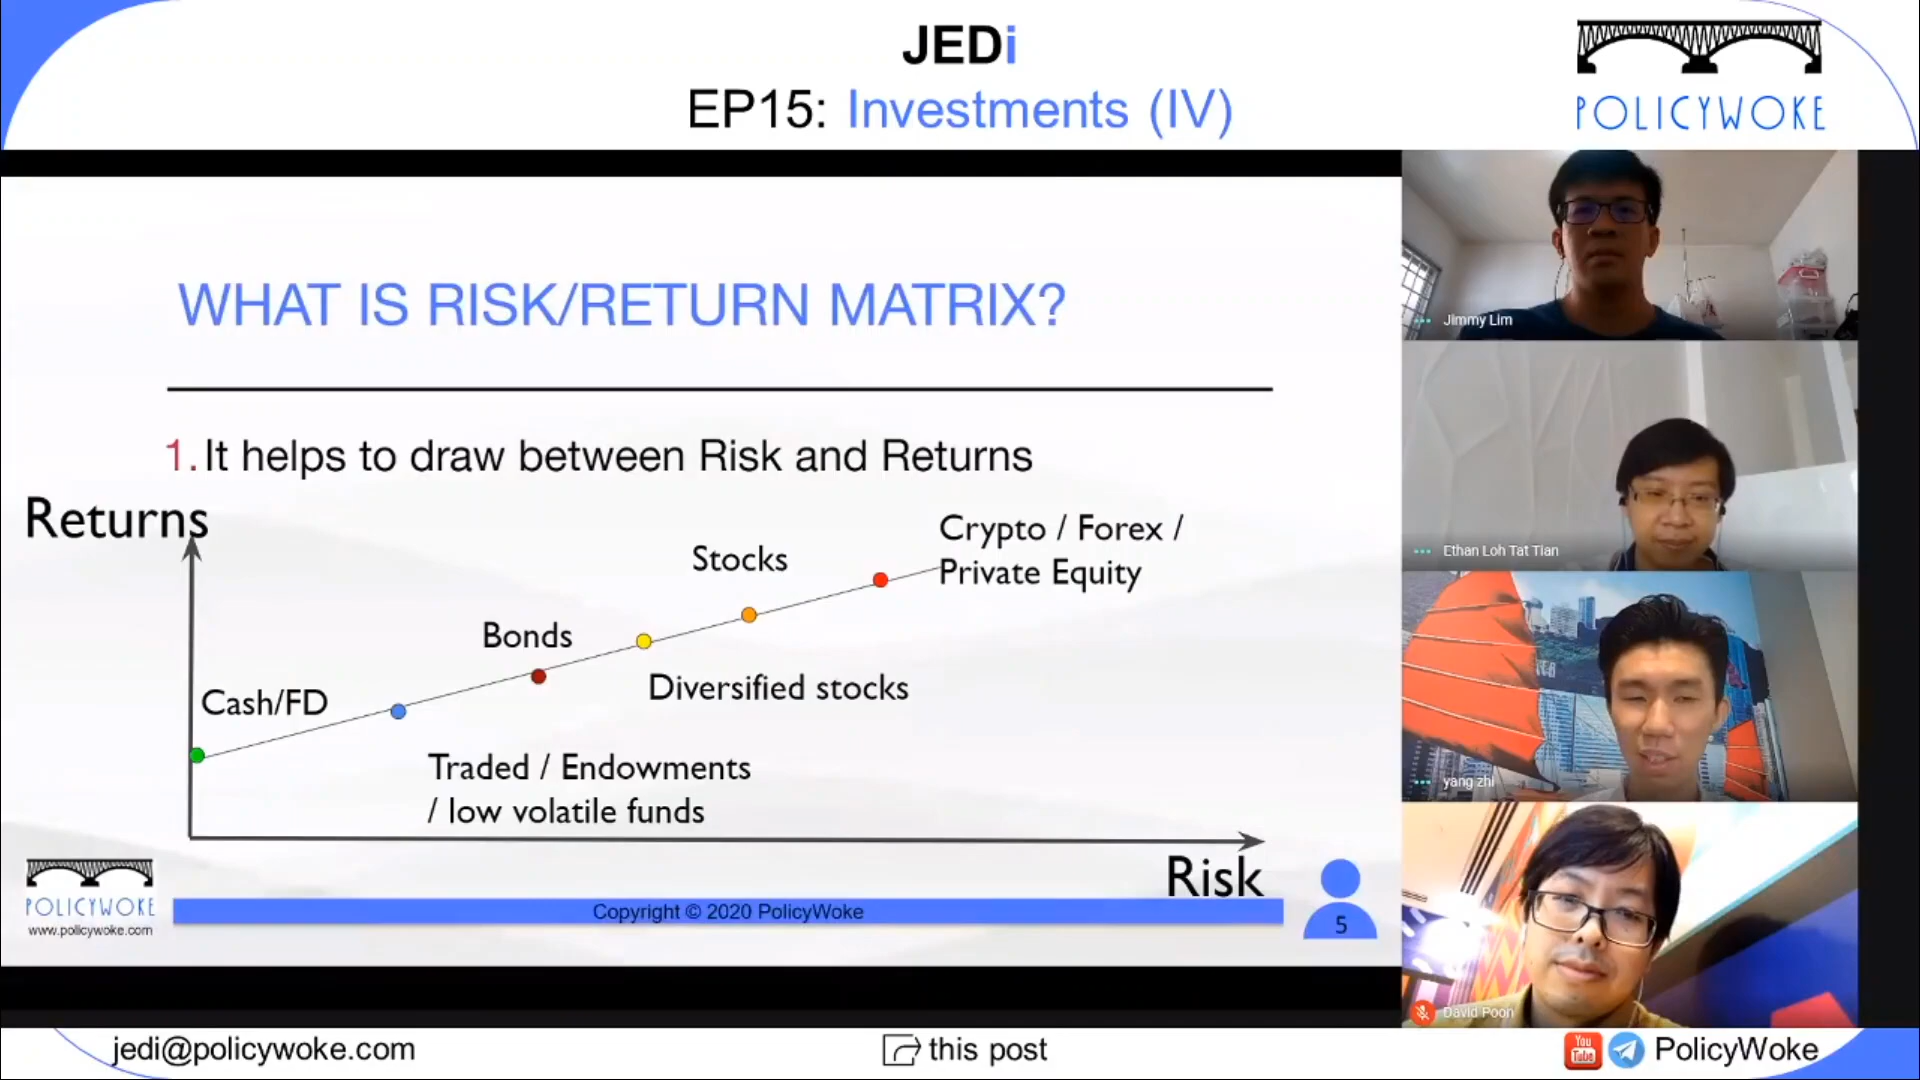 JEDi
EP15: Investments (IV)
POLICYWOKE
WHAT IS RISK/RETURN MATRIX?
1. It helps to draw between Risk and Returns
Returns
Crypto / Forex /
Private Equity
Stocks
Bonds
Diversified stocks
Cash/FD
Traded / Endowments
/ low volatile funds
Risk
POLICYWOKE
www.policywoke.com
Copyright © 2020 PolicyWoke
5
Jimmy Lim
Ethan Loh Tat Tian
yang zhi
David Poon
jedi@policywoke.com
this post
You
Tube
PolicyWoke